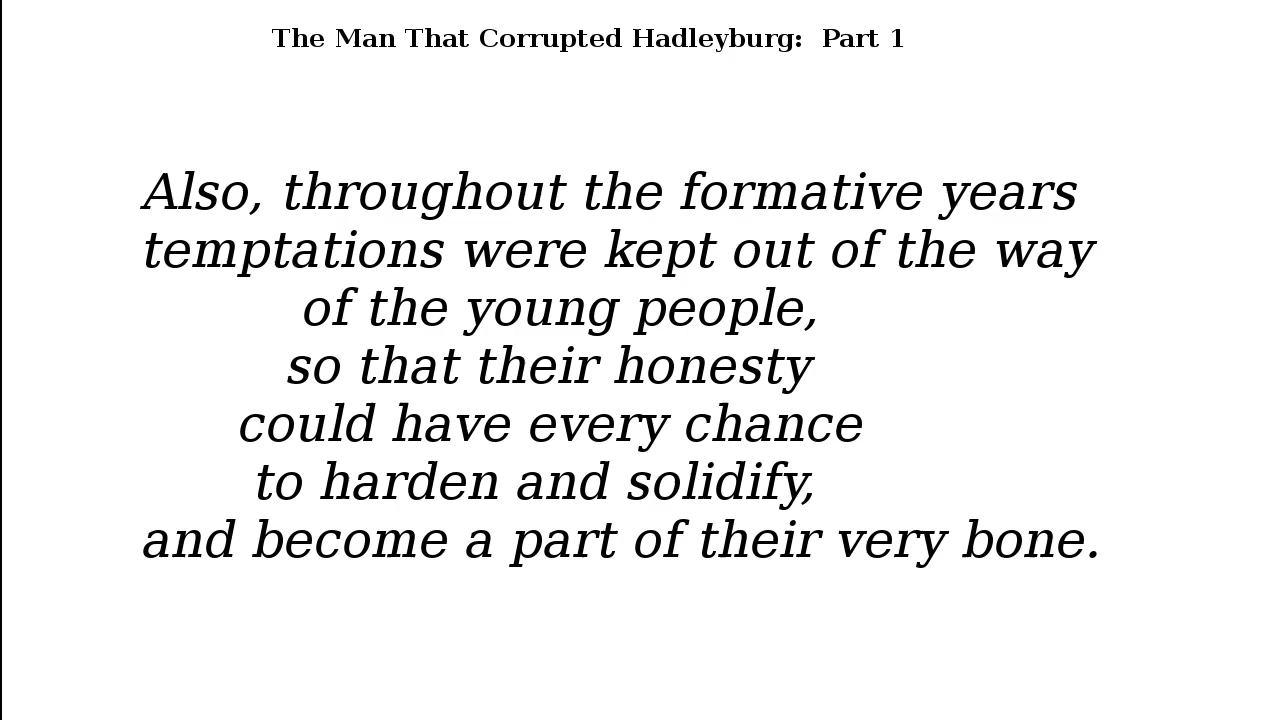 The Man That Corrupted Hadleyburg:  Part 1
Also, throughout the formative years
temptations were kept out of the way
of the young people,
so that their honesty
could have every chance
to harden and solidify,
and become a part of their very bone.